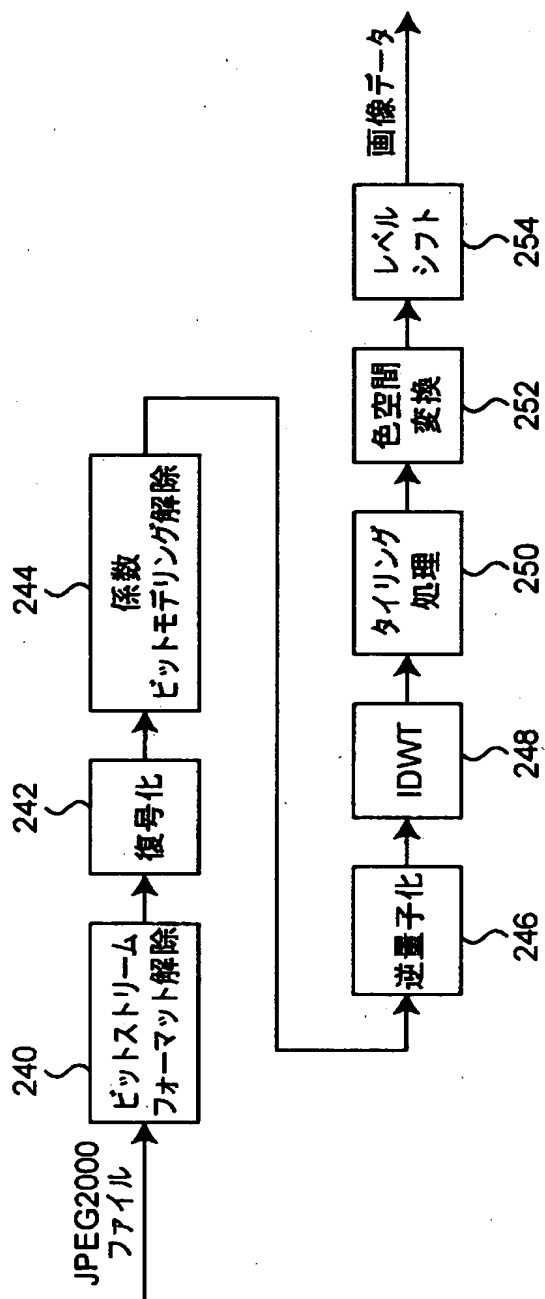 JPEG2000
ファイル
240
ビットストリーム
フォーマット解除
242
復号化
244
係数
ビットモデリング解除
246
逆量子化
248
IDWT
250
タイリング
処理
252
色空間
変換
254
レベル
シフト
画像データ